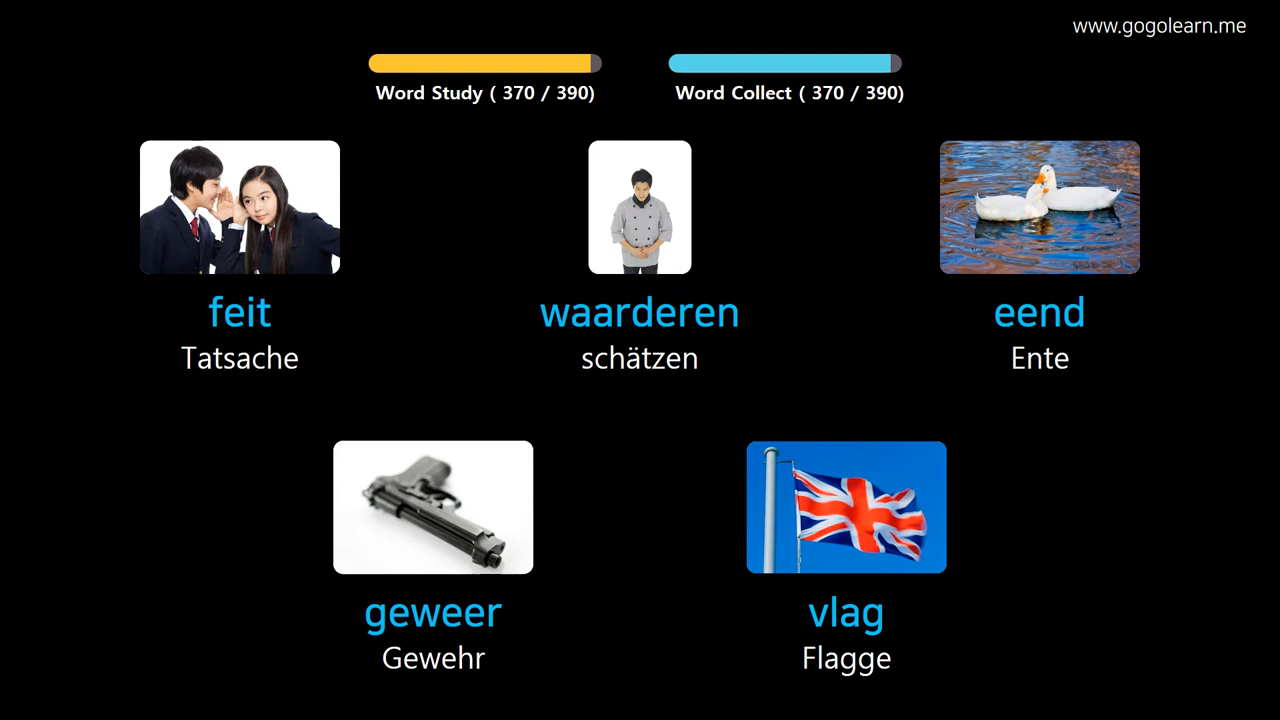 www.gogolearn.me
Word Study ( 370 / 390)
Word Collect ( 370 / 390)
feit
Tatsache
waarderen
schätzen
eend
Ente
geweer
Gewehr
vlag
Flagge